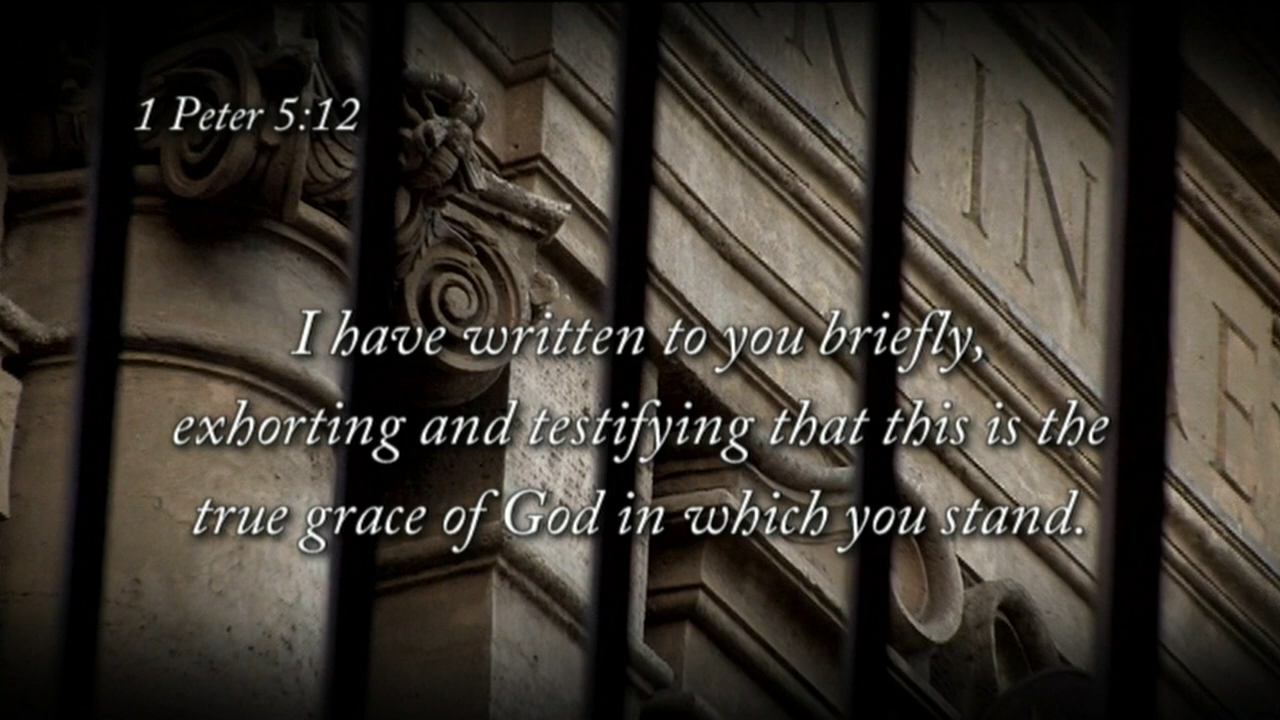 1 Peter 5:12
I have written to you briefly,
exhorting and testifying that this is the
true grace of God in which you stand.
IN
E